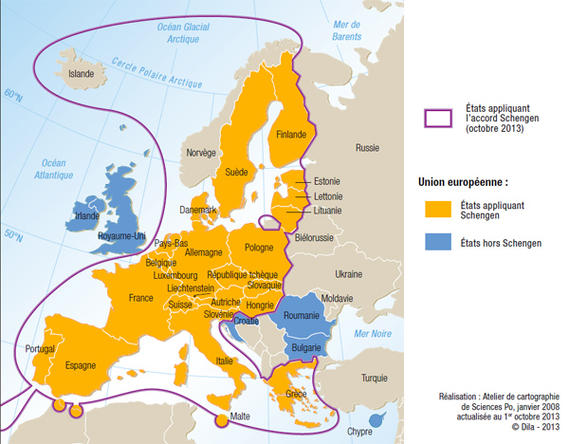 Océan Glacial
Arctique
Mer de
Barents
Islande
Cercle Polaire Arctique
60°N
Norvège
Finlande
Suède
Russie
Océan
Atlantique
Estonie
Lettonie
Lituanie
Danemark
Irlande
Royaume-Uni
50°N
Biélorussie
Pays-Bas
Allemagne
Pologne
Belgique
Luxembourg
République tchèque
Ukraine
Slovaquie
Liechtenstein
France
Autriche
Moldavie
Suisse
Hongrie
Slovénie
Roumanie
Croatie
Mer Noire
Bulgarie
Portugal
Espagne
Italie
Turquie
Grèce
Malte
Chypre
États appliquant
l'accord Schengen
(octobre 2013)
Union européenne :
États appliquant
Schengen
États hors Schengen
Réalisation : Atelier de cartographie
de Sciences Po, janvier 2008
actualisée au 1er octobre 2013
© Dila - 2013